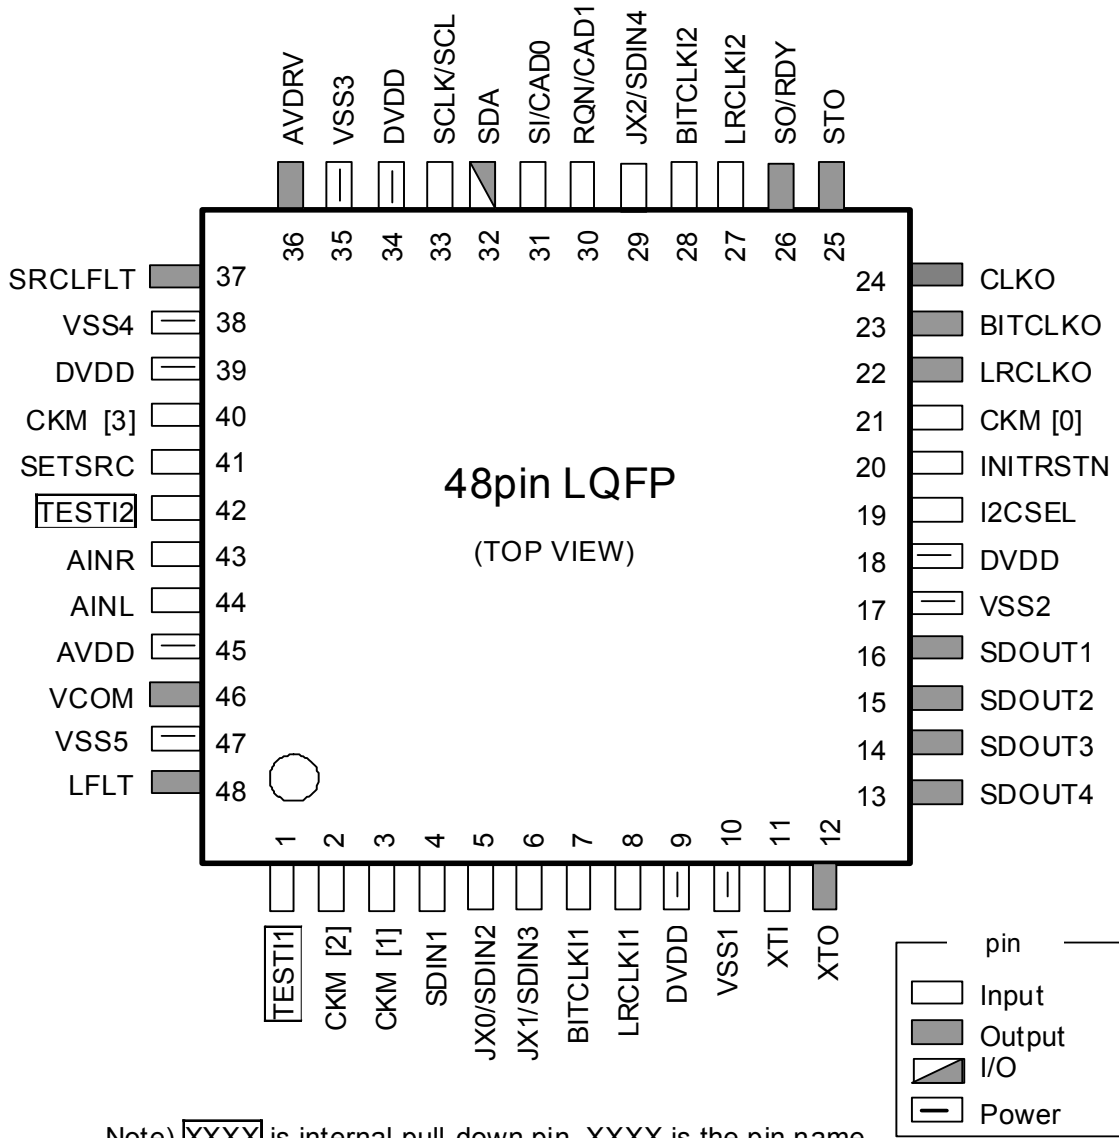 AVDRV
VSS3
DVDD
SCLK/SCL
SDA
SI/CAD0
RQN/CAD1
JX2/SDIN4
BITCLKI2
LRCLKI2
SO/RDY
STO
36
35
34
33
32
31
30
29
28
27
26
25
SRCLFLT 37
VSS4 38
DVDD 39
CKM [3] 40
SETSRC 41
TESTI2 42
AINR 43
AINL 44
AVDD 45
VCOM 46
VSS5 47
LFLT 48
48pin LQFP
(TOP VIEW)
24 CLKO
23 BITCLKO
22 LRCLKO
21 CKM [0]
20 INITRSTN
19 I2CSEL
18 DVDD
17 VSS2
16 SDOUT1
15 SDOUT2
14 SDOUT3
13 SDOUT4
1
2
3
4
5
6
7
8
9
10
11
12
TESTI1
CKM [2]
CKM [1]
SDIN1
JX0/SDIN2
JX1/SDIN3
BITCLKI1
LRCLKI1
DVDD
VSS1
XTI
XTO
pin
Input
Output
I/O
Power
Note) XXXX is internal pull-down pin. XXXX is the pin name